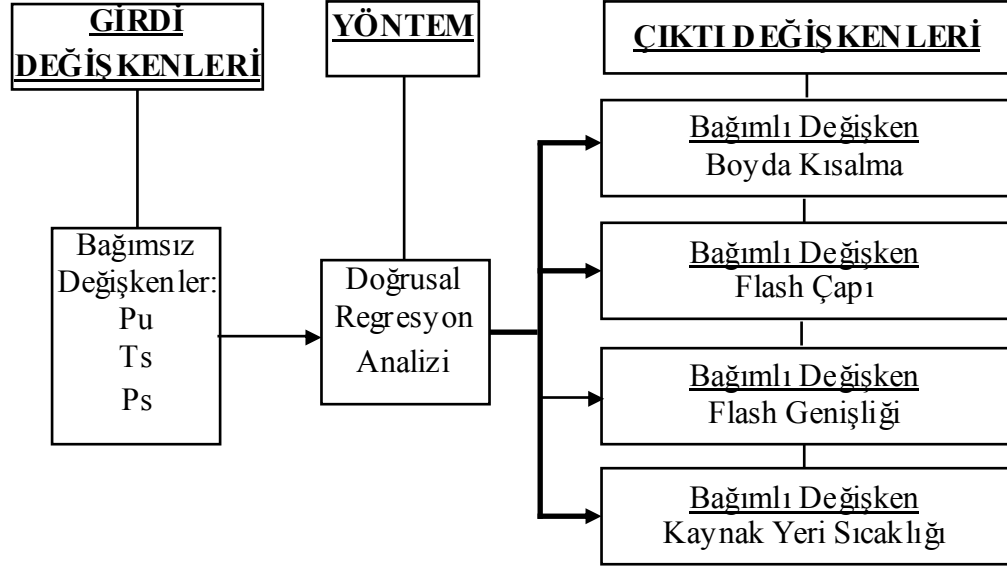 GİRDİ
DEĞİŞKENLERİ
Bağımsız
Değişkenler:
Pu
Ts
Ps
YÖNTEM
Doğrusal
Regresyon
Analizi
ÇIKTI DEĞİŞKENLERİ
Bağımlı Değişken
Boyda Kısalma
Bağımlı Değişken
Flash Çapı
Bağımlı Değişken
Flash Genişliği
Bağımlı Değişken
Kaynak Yeri Sıcaklığı